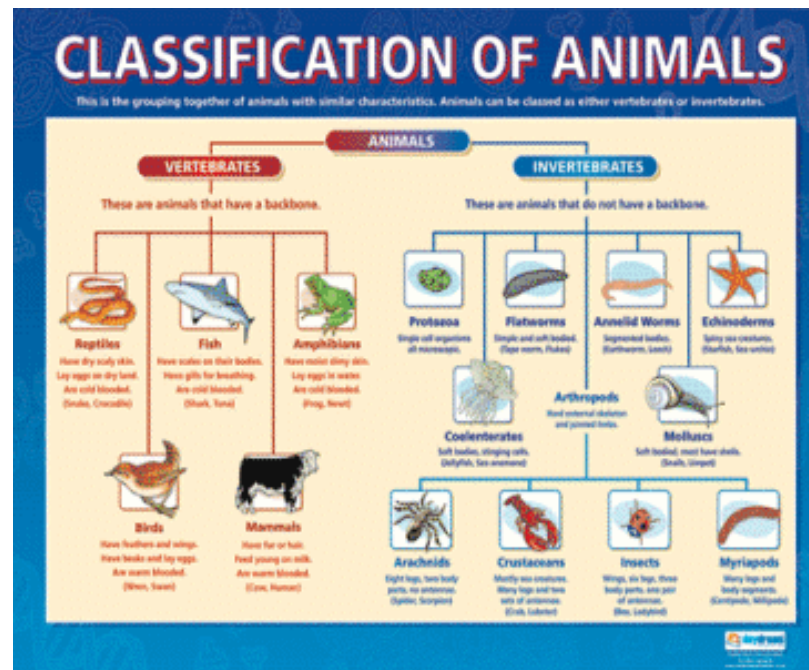 CLASSIFICATION OF ANIMALS
This is the grouping together of animals with similar characteristics. Animals can be classed as either vertebrates or invertebrates.
ANIMALS
VERTEBRATES
These are animals that have a backbone.
Reptiles
Have dry scaly skin.
Lay eggs on dry land.
Are cold blooded.
(Snake, Crocodile)
Fish
Have scales on their bodies.
Have gills for breathing.
Are cold blooded.
(Shark, Tuna)
Amphibians
Have moist slimy skin.
Lay eggs in water.
Are cold blooded.
(Frog, Newt)
Birds
Have feathers and wings.
Have beaks and lay eggs.
Are warm blooded.
(Wren, Swan)
Mammals
Have fur or hair.
Feed young on milk.
Are warm blooded.
(Cow, Human)
INVERTEBRATES
These are animals that do not have a backbone.
Protozoa
Single cell organisms
all microscopic.
Flatworms
Simple and soft bodied.
(Tape worm, Flukes)
Annelid Worms
Segmented bodies.
(Earthworm, Leech)
Echinoderms
Spiny sea creatures.
(Starfish, Sea urchin)
Coelenterates
Soft bodies, stinging cells.
(Jellyfish, Sea anemone)
Arthropods
Hard external skeleton
and jointed limbs.
Molluscs
Soft bodied, most have shells.
(Snails, Limpet)
Arachnids
Eight legs, two body
parts, no antennae.
(Spider, Scorpion)
Crustaceans
Mostly sea creatures.
Many legs and two
sets of antennae.
(Crab, Lobster)
Insects
Wings, six legs, three
body parts, one pair
of antennae.
(Bee, Ladybird)
Myriapods
Many legs and
body segments.
(Centipede, Millipede)
daydream